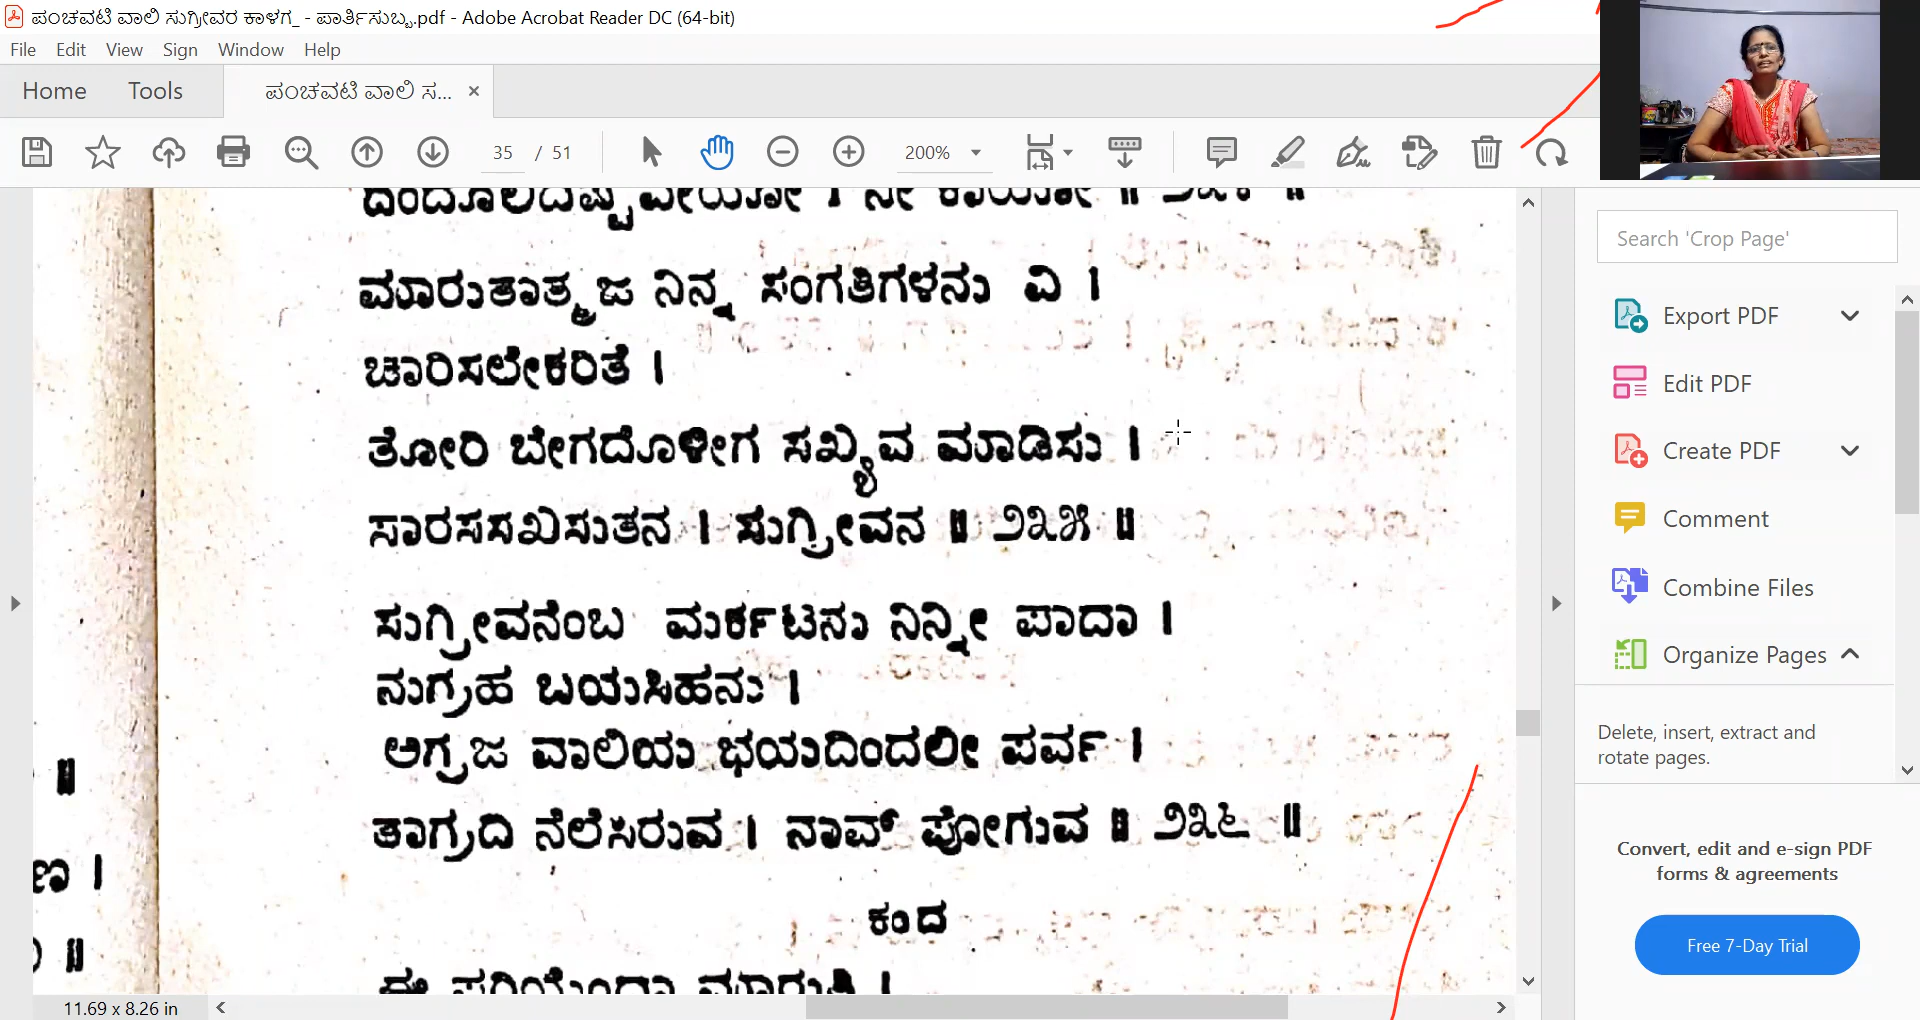 ಪಂಚವಟಿ ವಾಲಿ ಸುಗ್ರೀವರ ಕಾಳಗ_ - ಪಾರ್ತಿಸುಬ್ಬ.pdf - Adobe Acrobat Reader DC (64-bit)
File Edit View Sign Window Help
Home Tools ಪಂಚವಟಿ ವಾಲಿ ಸ... ×
35 / 51 200%
ಮಾರುತಾತ್ಮಜ ನಿನ್ನ ಸಂಗತಿಗಳನು ವಿ ।
ಚಾರಿಸಲೇಕರಿತೆ ।
ತೋರಿ ಬೇಗದೊಳೀಗ ಸಖ್ಯವ ಮಾಡಿಸು ।
ಸಾರಸಸಖಸುತನ । ಸುಗ್ರೀವನ ॥ ೨೩೫ ॥
ಸುಗ್ರೀವನೆಂಬ ಮರ್ಕಟನು ನಿನ್ನೀ ಪಾದಾ ।
ನುಗ್ರಹ ಬಯಸಿಹನು ।
ಅಗ್ರಜ ವಾಲಿಯ ಭಯದಿಂದಲೀ ಪರ್ವ ।
ತಾಗ್ರದಿ ನೆಲೆಸಿರುವ । ನಾವ್ ಪೋಗುವ ॥ ೨೩೬ ॥
ಕಂದ
ಈ ಪರಿಯೆಂದಾ ಮಾರುತಿ ।
॥
ಣ ।
॥
11.69 x 8.26 in
Search 'Crop Page'
Export PDF
Edit PDF
Create PDF
Comment
Combine Files
Organize Pages
Delete, insert, extract and
rotate pages.
Convert, edit and e-sign PDF
forms & agreements
Free 7-Day Trial